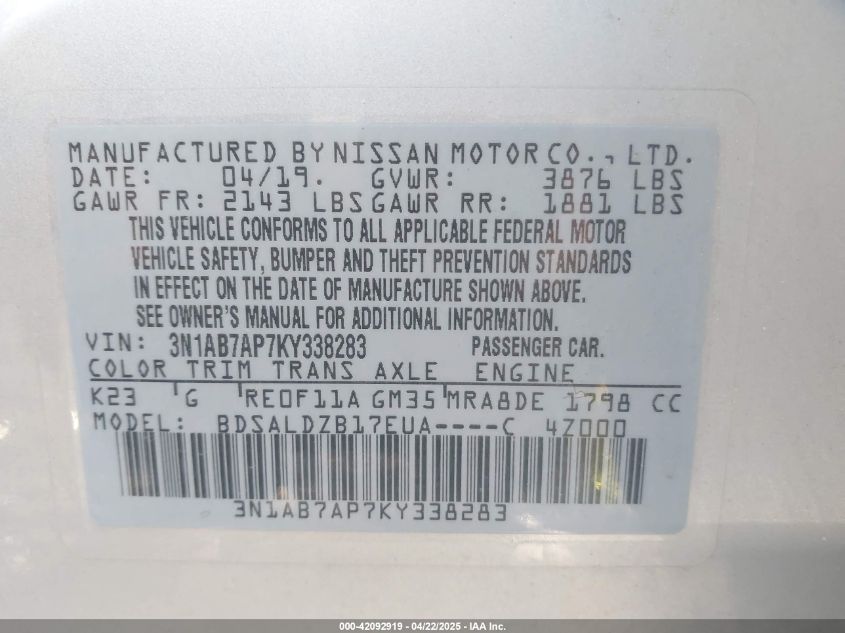 MANUFACTURED BY NISSAN MOTOR CO., LTD.
DATE: 04/19. GVWR: 3876 LBS
GAWR FR: 2143 LBS GAWR RR: 1881 LBS
THIS VEHICLE CONFORMS TO ALL APPLICABLE FEDERAL MOTOR
VEHICLE SAFETY, BUMPER AND THEFT PREVENTION STANDARDS
IN EFFECT ON THE DATE OF MANUFACTURE SHOWN ABOVE.
SEE OWNER'S MANUAL FOR ADDITIONAL INFORMATION.
VIN: 3N1AB7AP7KY338283 PASSENGER CAR.
COLOR TRIM TRANS AXLE ENGINE
K23 G RE0F11A GM35 MRA8DE 1798 CC
MODEL: BDSALDZB17EUA----C 4Z000
3N1AB7AP7KY338283
000-42092919 - 04/22/2025 - IAA Inc.